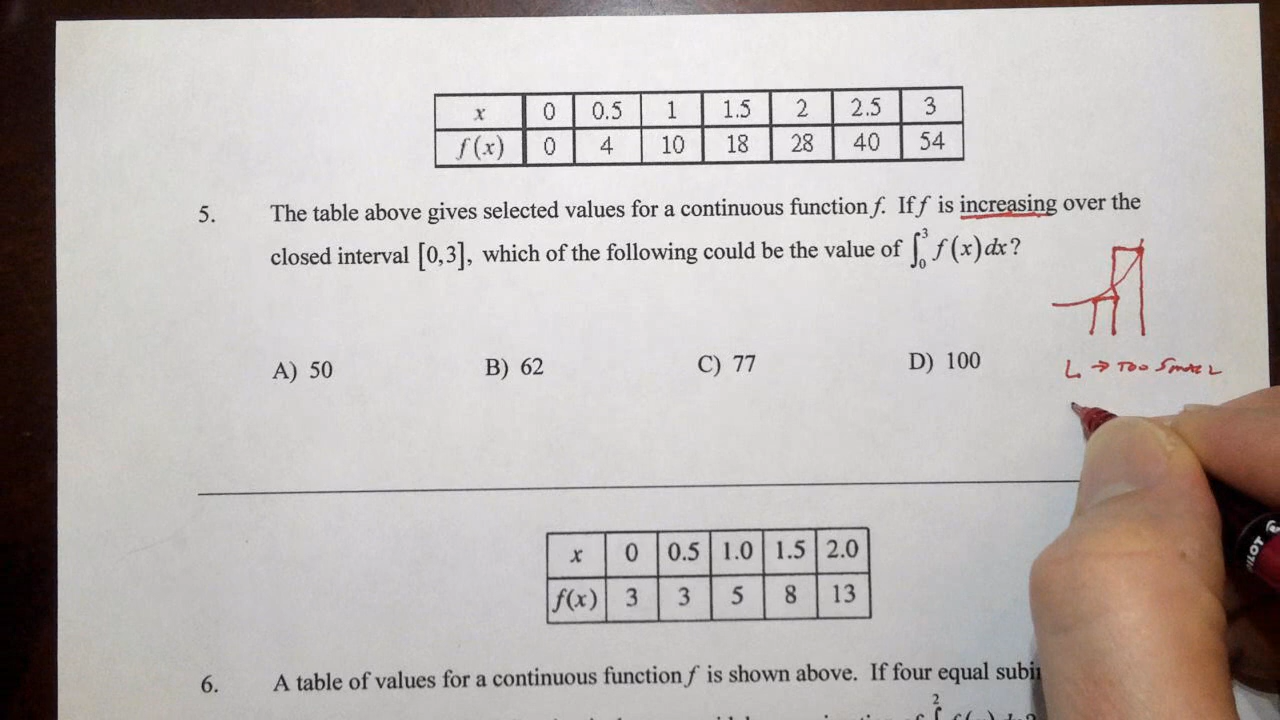 x 0 0.5 1 1.5 2 2.5 3
f(x) 0 4 10 18 28 40 54
5. The table above gives selected values for a continuous function f. If f is increasing over the
closed interval [0,3], which of the following could be the value of ∫₀³ f(x)dx?
A) 50 B) 62 C) 77 D) 100
L → TOO SMALL
x 0 0.5 1.0 1.5 2.0
f(x) 3 3 5 8 13
6. A table of values for a continuous function f is shown above. If four equal subi